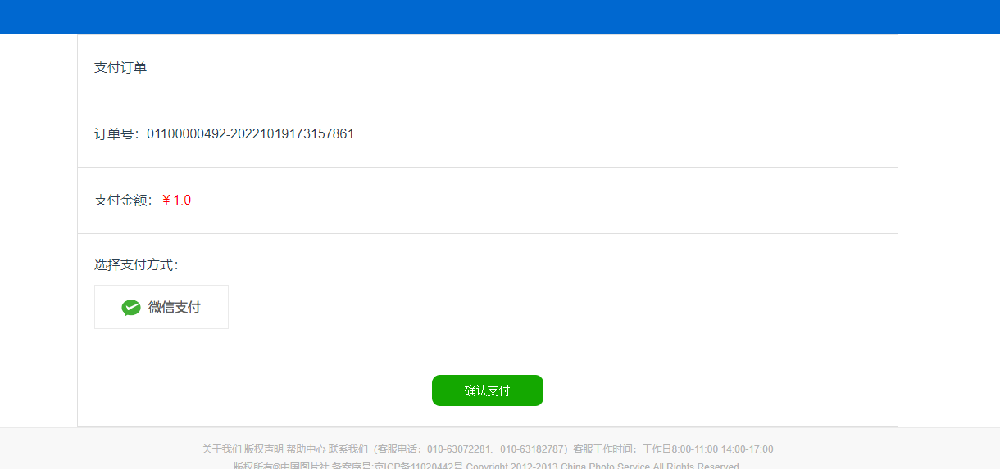 支付订单
订单号：01100000492-20221019173157861
支付金额：￥1.0
选择支付方式：
微信支付
确认支付
关于我们 版权声明 帮助中心 联系我们（客服电话：010-63072281、010-63182787）客服工作时间：工作日8:00-11:00 14:00-17:00
版权所有©中国图片社 备案序号:京ICP备11020442号 Copyright 2012-2013 China Photo Service All Rights Reserved